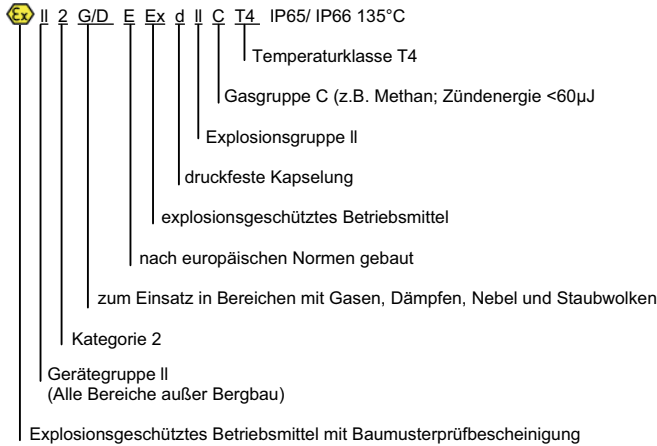 Ex II 2 G/D E Ex d II C T4 IP65/ IP66 135°C
Temperaturklasse T4
Gasgruppe C (z.B. Methan; Zündenergie <60µJ
Explosionsgruppe II
druckfeste Kapselung
explosionsgeschütztes Betriebsmittel
nach europäischen Normen gebaut
zum Einsatz in Bereichen mit Gasen, Dämpfen, Nebel und Staubwolken
Kategorie 2
Gerätegruppe II
(Alle Bereiche außer Bergbau)
Explosionsgeschütztes Betriebsmittel mit Baumusterprüfbescheinigung